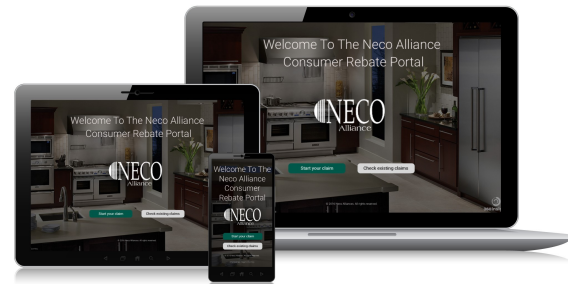 Welcome To The Neco Alliance
Consumer Rebate Portal
NECO
Alliance
Start your claim
Check existing claims
Welcome To The Neco Alliance
Consumer Rebate Portal
NECO
Alliance
Start your claim
Check existing claims
Welcome To The
Neco Alliance
Consumer
Rebate Portal
NECO
Alliance
Start your claim
Check existing claims